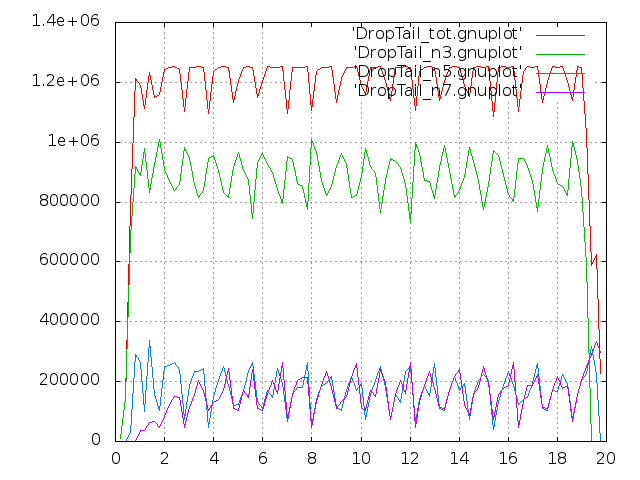 1.4e+06
1.2e+06
1e+06
800000
600000
400000
200000
0
'DropTail_tot.gnuplot'
'DropTail_n3.gnuplot'
'DropTail_n5.gnuplot'
'DropTail_n7.gnuplot'
0 2 4 6 8 10 12 14 16 18 20